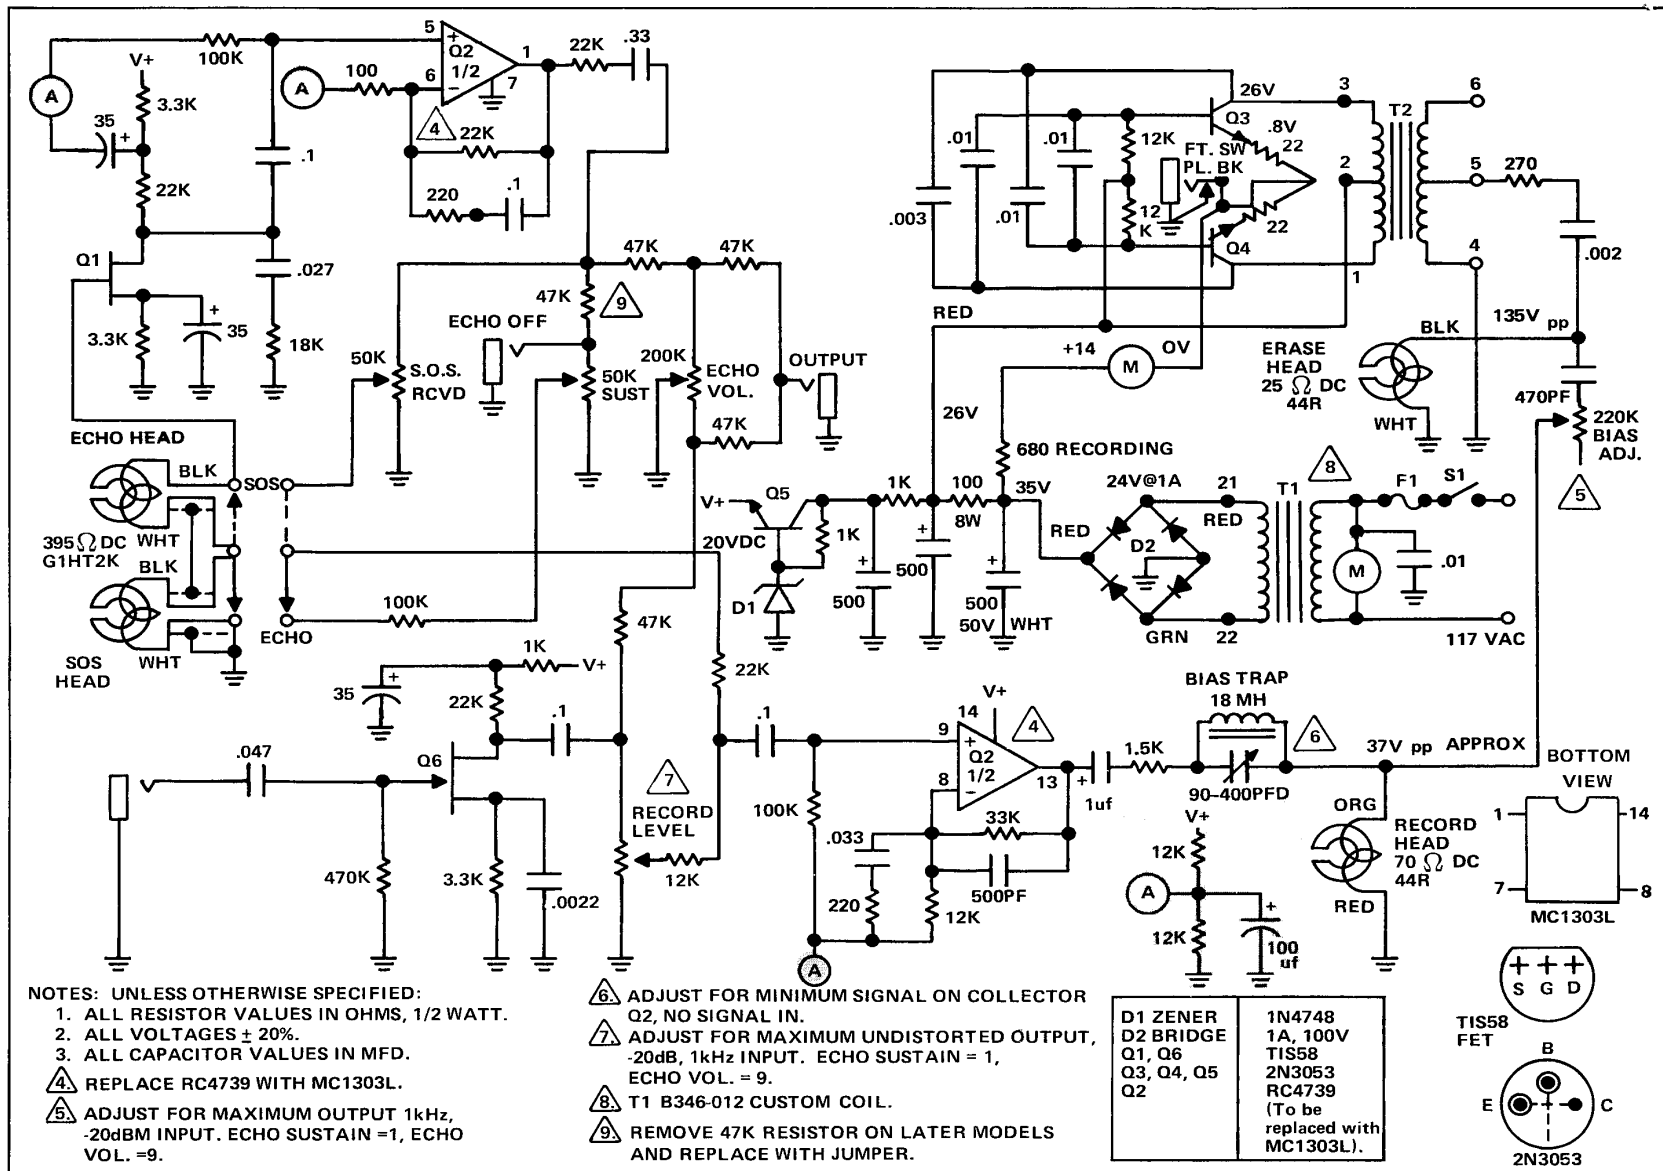 A
100K
V+
3.3K
35
+
22K
.1
5
+
Q2
1/2
6
−
1
7
22K
.33
A
100
4
22K
220
.1
Q1
.027
3.3K
+
35
18K
47K
47K
47K
9
ECHO OFF
50K
S.O.S.
RCVD
50K
SUST
200K
ECHO
VOL.
OUTPUT
47K
ECHO HEAD
BLK
SOS
WHT
395Ω DC
G1HT2K
BLK
WHT
SOS
HEAD
ECHO
100K
47K
22K
.003
.01
.01
.01
12K
12
K
FT. SW
PL. BK
26V
Q3
.8V
22
22
Q4
3
2
1
T2
6
5
4
270
.002
RED
+14
M
OV
26V
680 RECORDING
ERASE
HEAD
25 Ω DC
44R
BLK
WHT
135V pp
470PF
220K
BIAS
ADJ.
5
V+
Q5
20VDC
D1
1K
1K
100
8W
35V
+
500
+
500
+
500
50V
WHT
RED
24V@1A
D2
GRN
21
RED
22
T1
8
F1
S1
M
.01
117 VAC
1K
V+
35
+
22K
.1
.047
Q6
470K
3.3K
.0022
7
RECORD
LEVEL
12K
.1
100K
A
V+
14
4
9
+
Q2
1/2
8
−
13
33K
500PF
.033
220
12K
+
1uf
1.5K
BIAS TRAP
18 MH
6
90-400PFD
37V pp APPROX
V+
12K
A
12K
+
100
uf
ORG
RECORD
HEAD
70 Ω DC
44R
RED
BOTTOM
VIEW
1
14
7
8
MC1303L
S G D
TIS58
FET
B
E
C
2N3053
NOTES: UNLESS OTHERWISE SPECIFIED:
1. ALL RESISTOR VALUES IN OHMS, 1/2 WATT.
2. ALL VOLTAGES ± 20%.
3. ALL CAPACITOR VALUES IN MFD.
4. REPLACE RC4739 WITH MC1303L.
5. ADJUST FOR MAXIMUM OUTPUT 1kHz,
-20dBM INPUT. ECHO SUSTAIN =1, ECHO
VOL. =9.
6. ADJUST FOR MINIMUM SIGNAL ON COLLECTOR
Q2, NO SIGNAL IN.
7. ADJUST FOR MAXIMUM UNDISTORTED OUTPUT,
-20dB, 1kHz INPUT. ECHO SUSTAIN = 1,
ECHO VOL. = 9.
8. T1 B346-012 CUSTOM COIL.
9. REMOVE 47K RESISTOR ON LATER MODELS
AND REPLACE WITH JUMPER.
D1 ZENER 1N4748
D2 BRIDGE 1A, 100V
Q1, Q6 TIS58
Q3, Q4, Q5 2N3053
Q2 RC4739
(To be
replaced with
MC1303L).